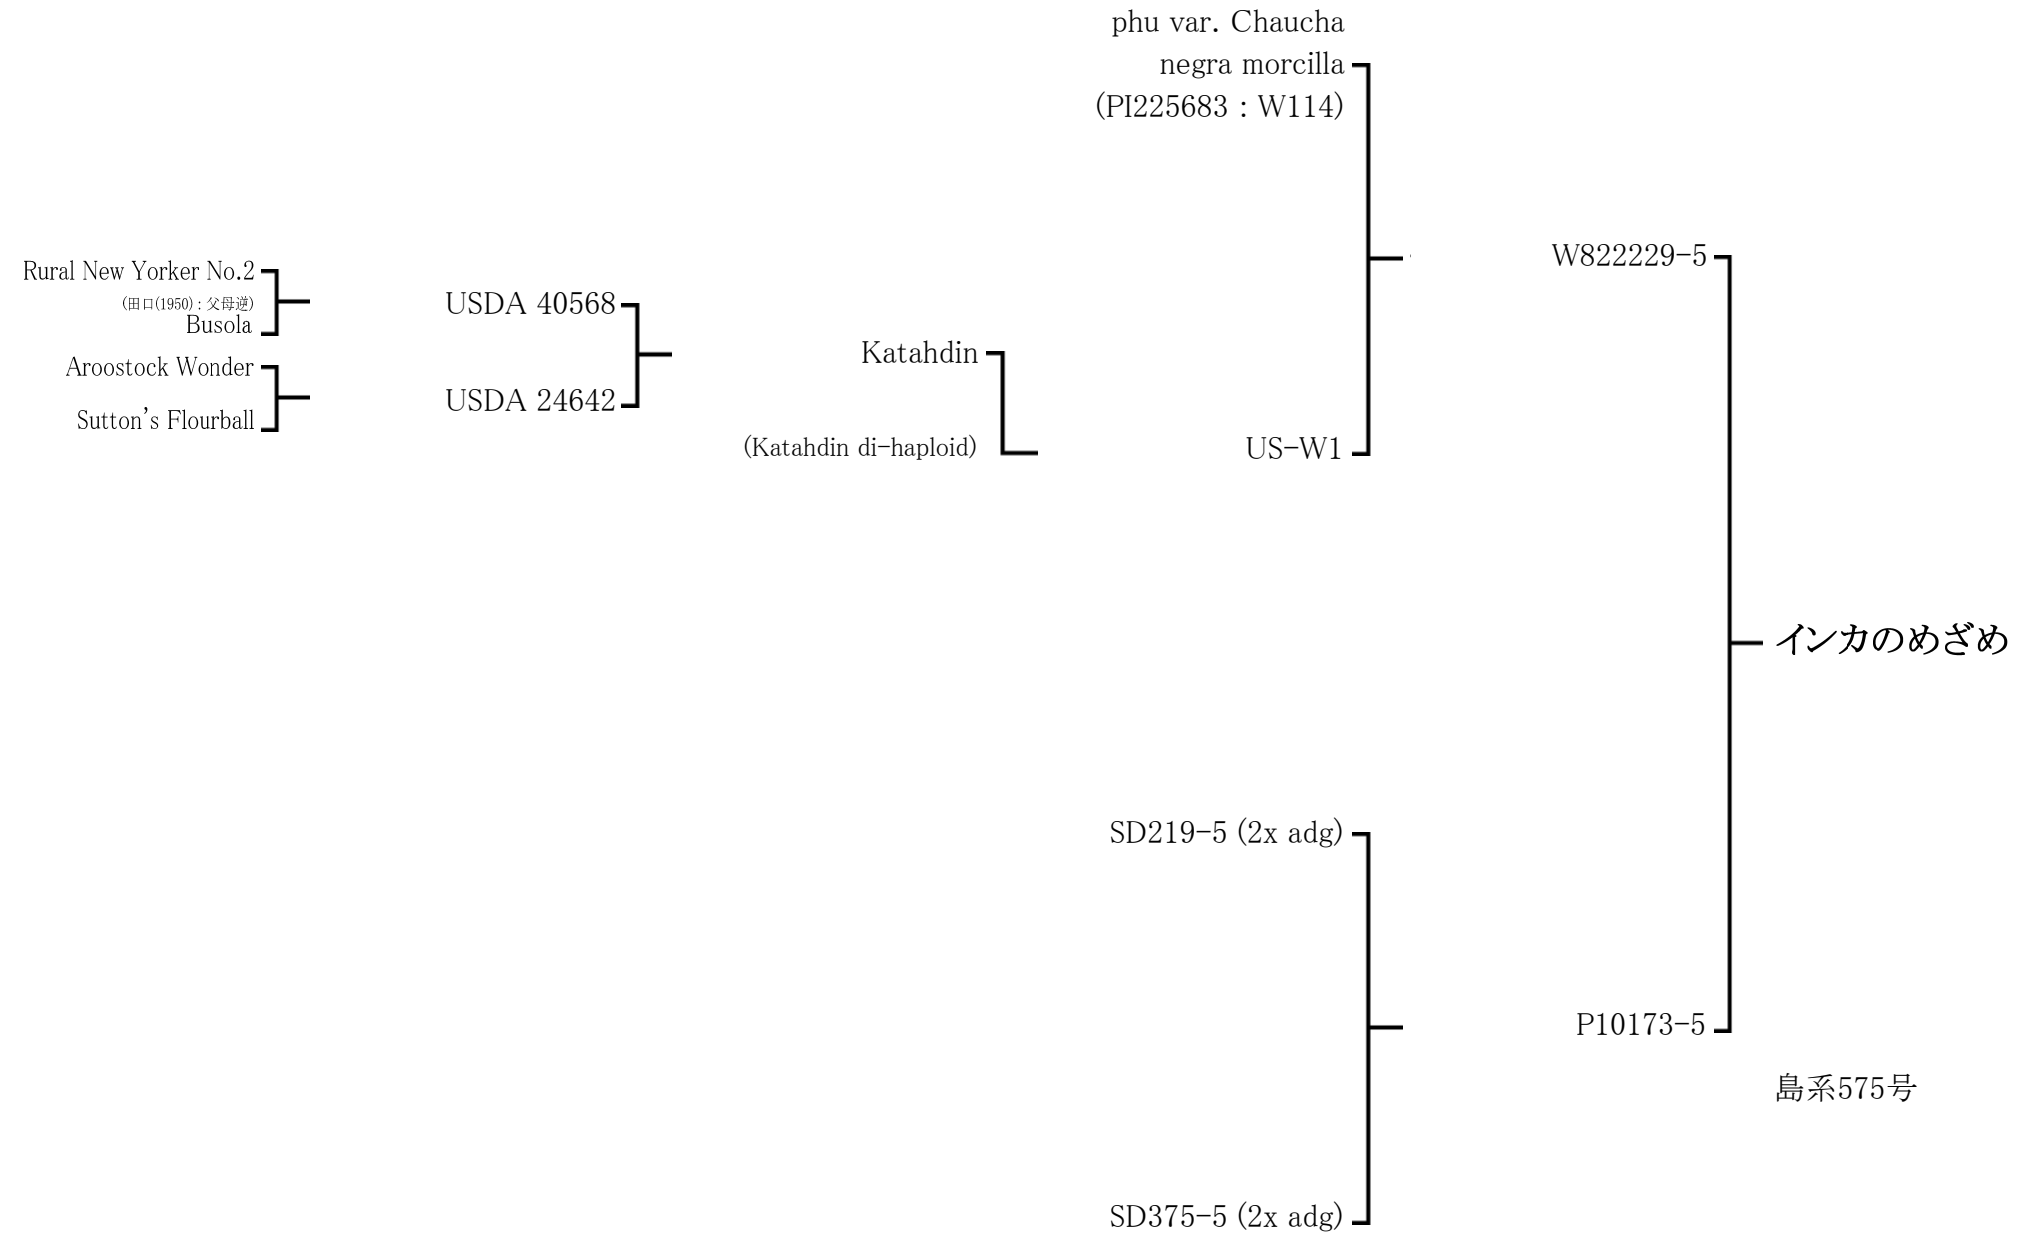 phu var. Chaucha
negra morcilla
(PI225683 : W114)
W822229-5
Rural New Yorker No.2
(田口(1950) : 父母逆)
Busola
USDA 40568
Katahdin
Aroostock Wonder
USDA 24642
Sutton's Flourball
(Katahdin di-haploid)
US-W1
インカのめざめ
SD219-5 (2x adg)
P10173-5
島系575号
SD375-5 (2x adg)